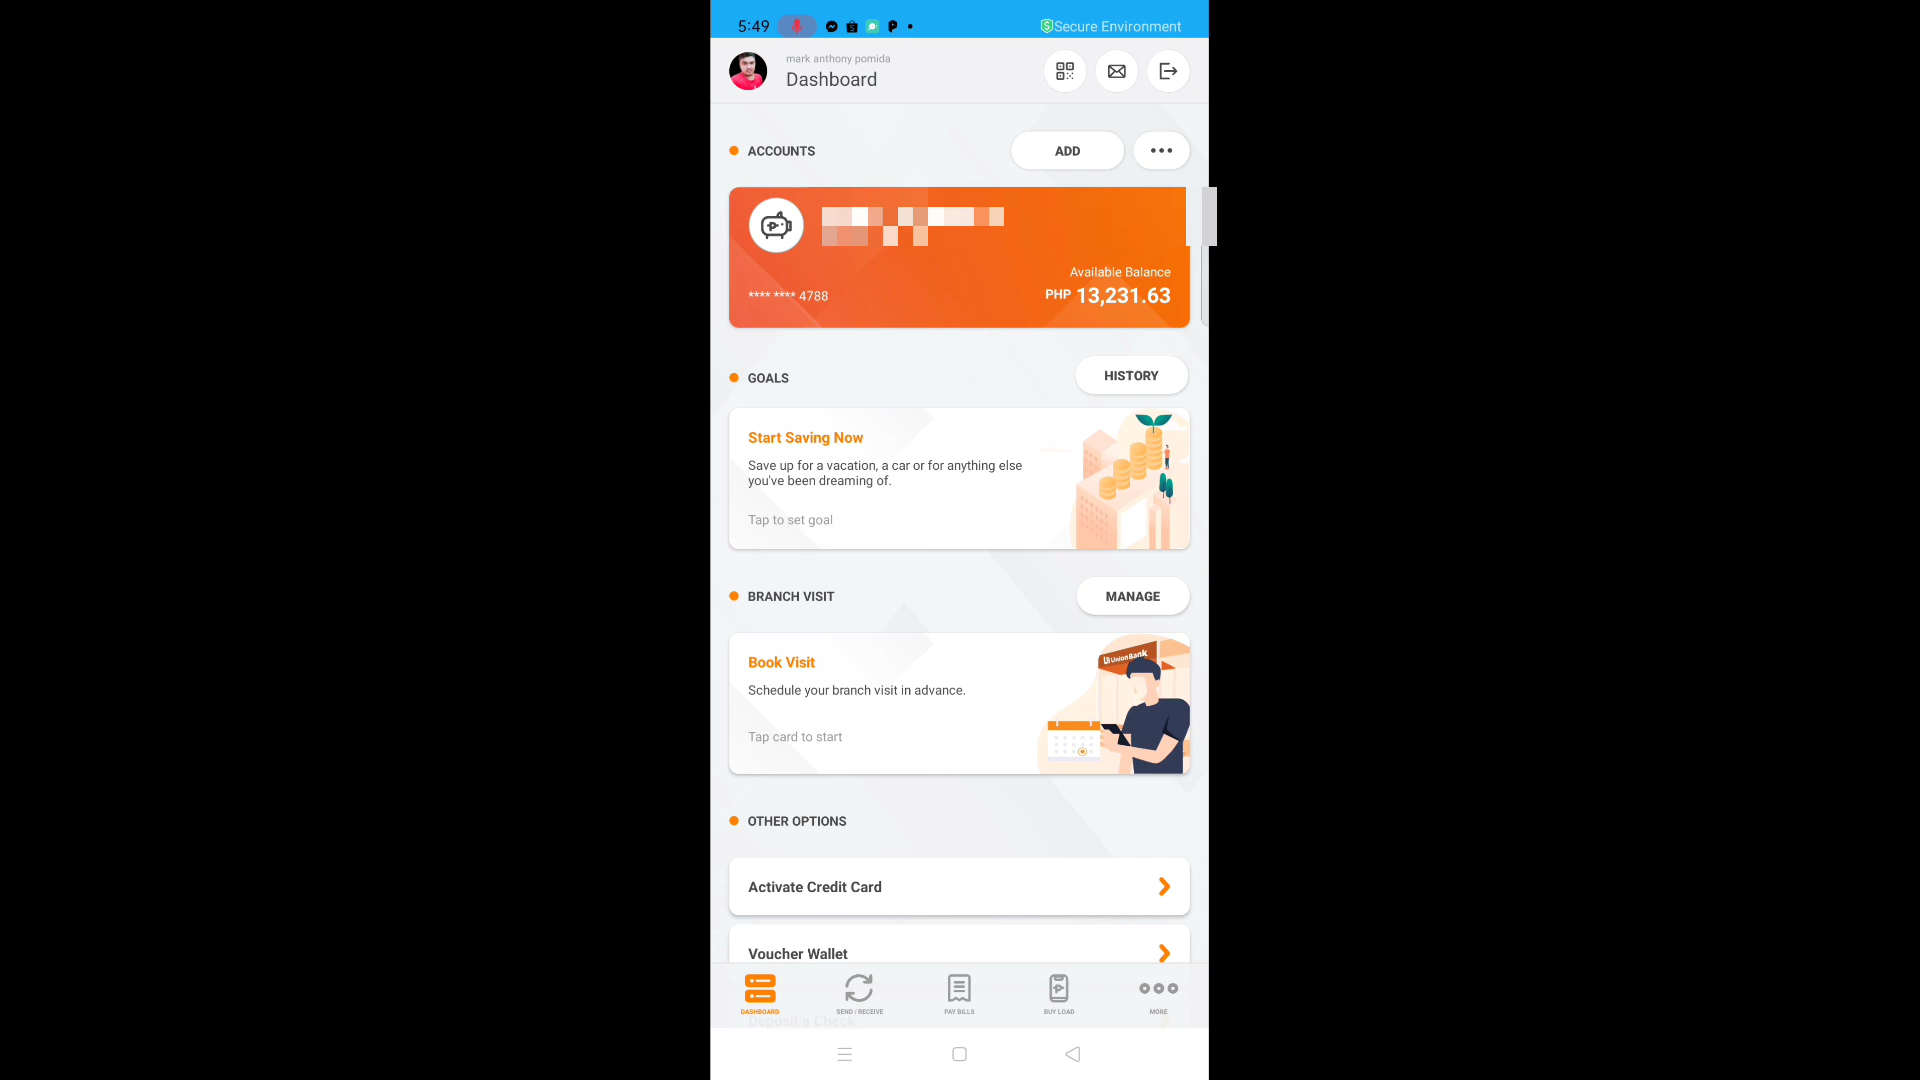 5:49
Secure Environment
mark anthony pomida
Dashboard
ACCOUNTS
ADD
**** **** 4788
Available Balance
PHP 13,231.63
GOALS
HISTORY
Start Saving Now
Save up for a vacation, a car or for anything else
you've been dreaming of.
Tap to set goal
BRANCH VISIT
MANAGE
Book Visit
Schedule your branch visit in advance.
Tap card to start
UnionBank
OTHER OPTIONS
Activate Credit Card
Voucher Wallet
Deposit a Check
DASHBOARD
SEND / RECEIVE
PAY BILLS
BUY LOAD
MORE